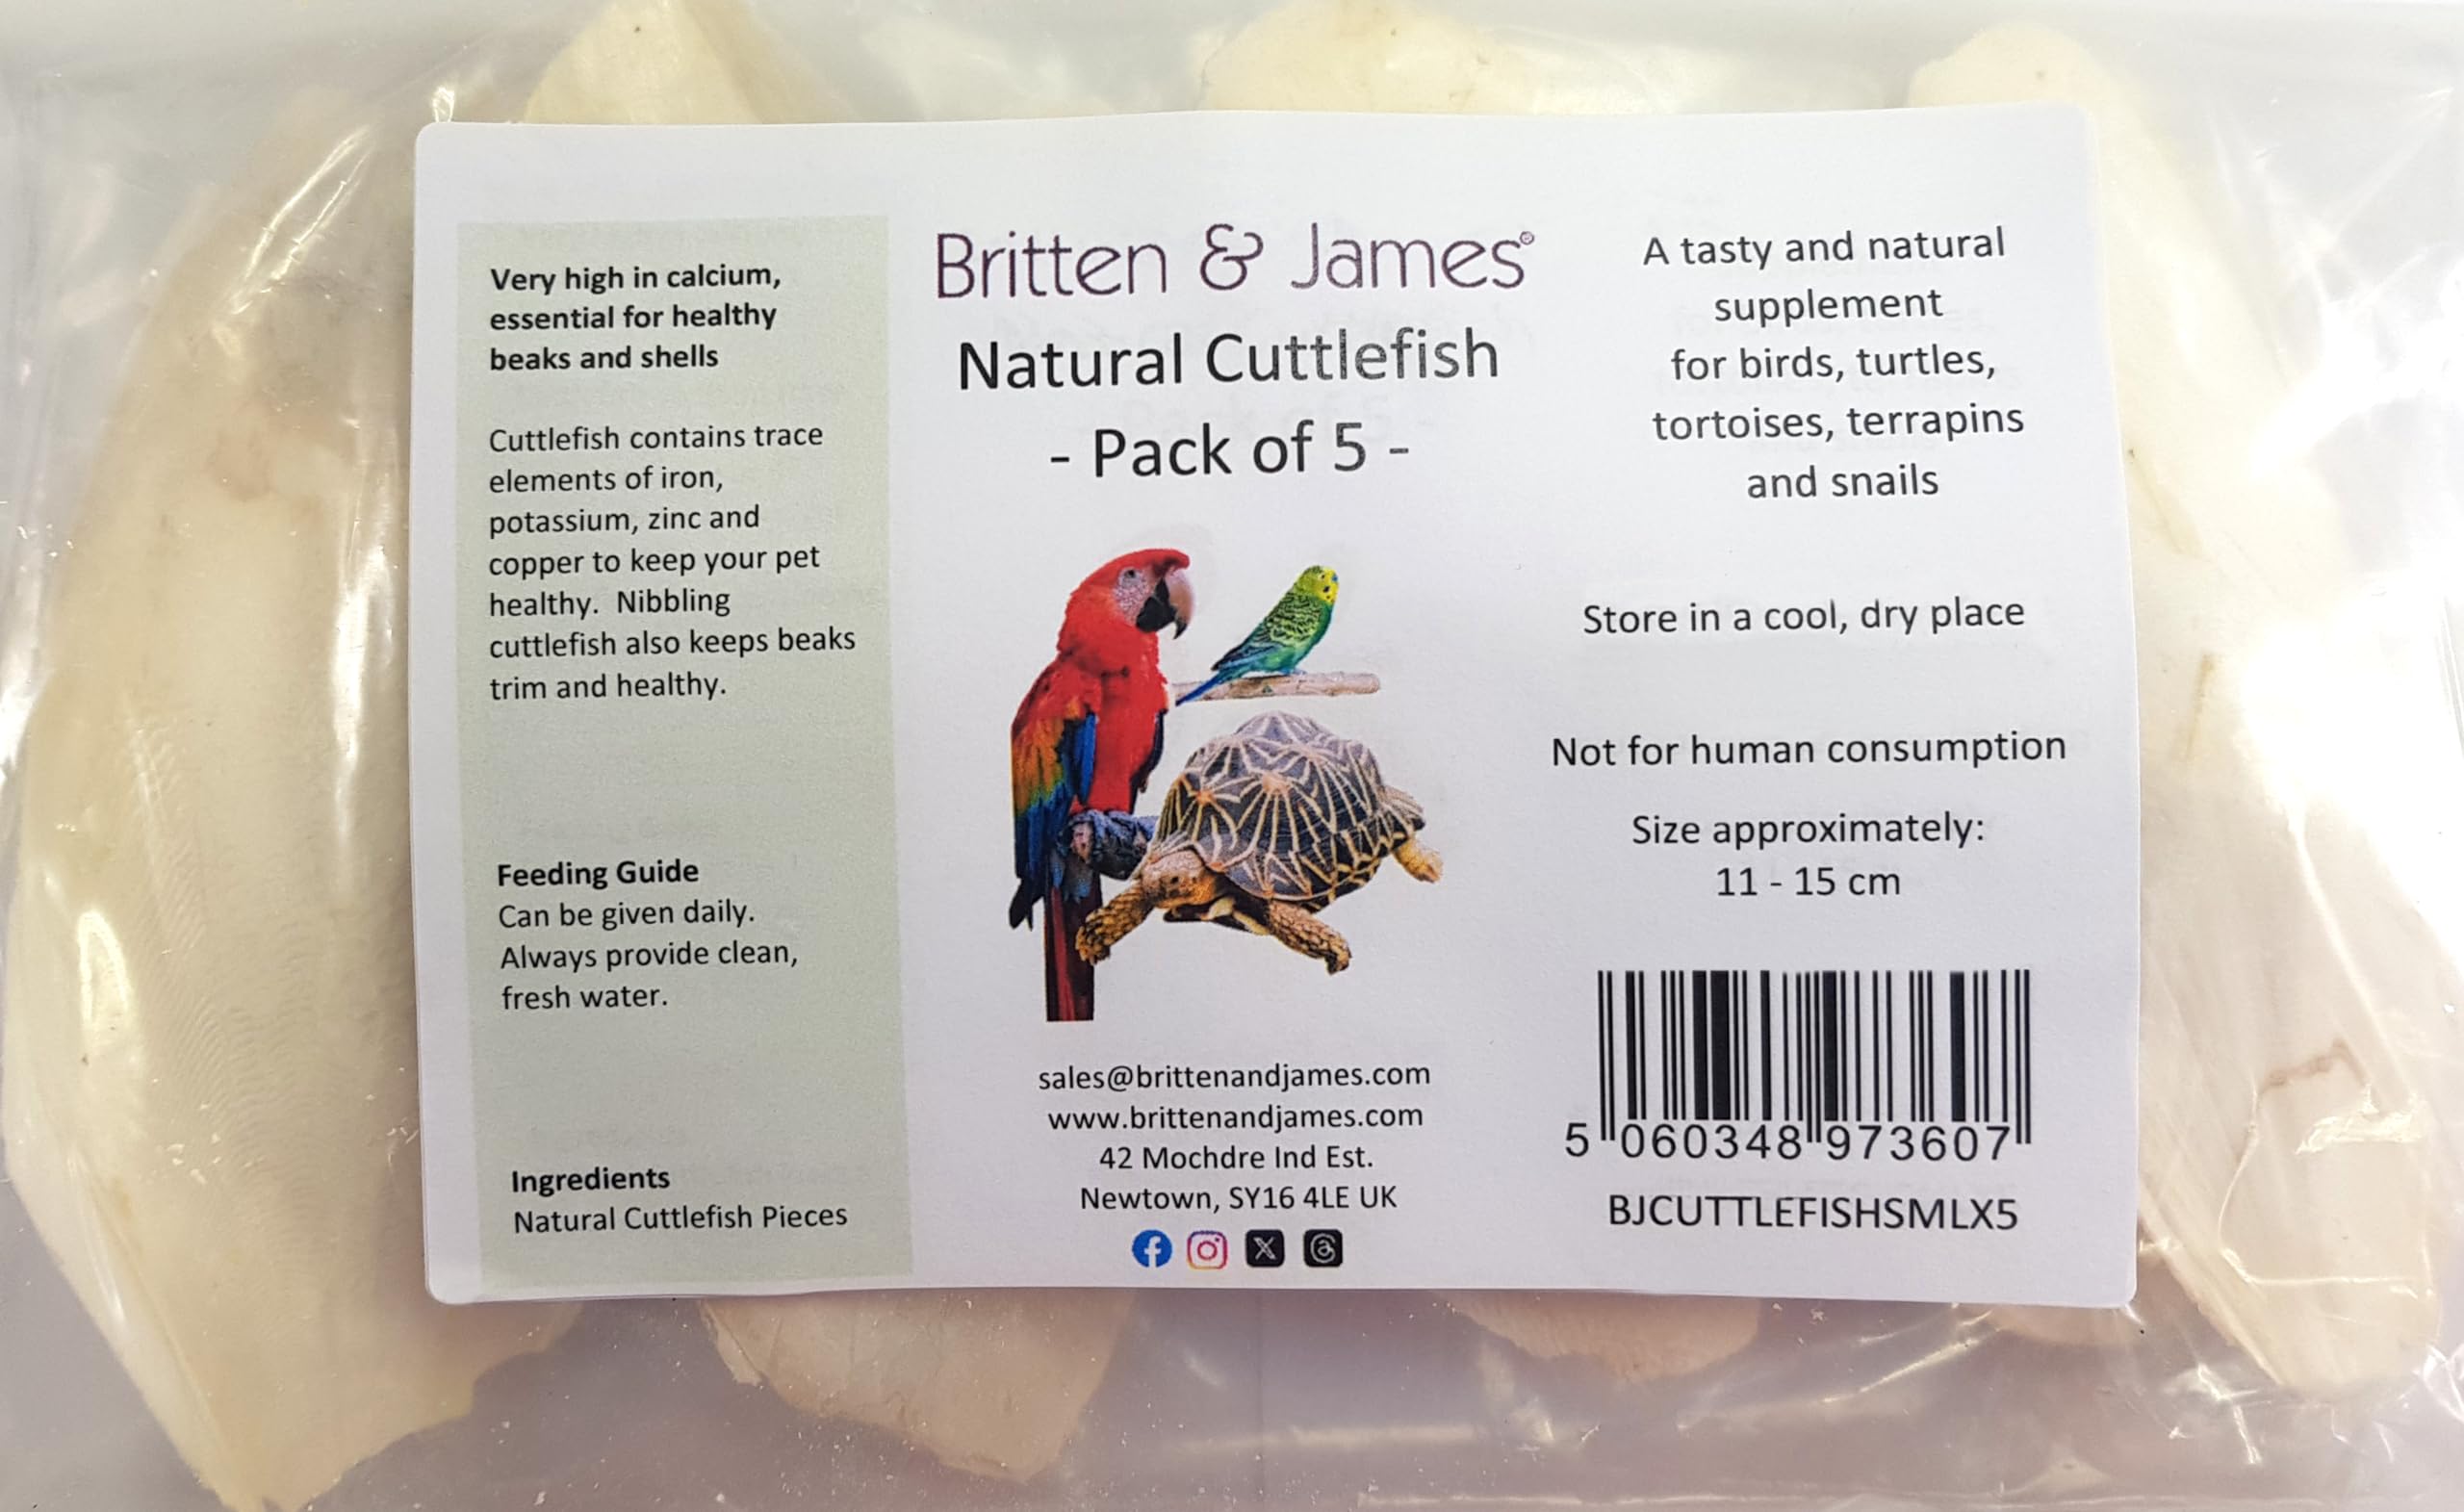 Very high in calcium,
essential for healthy
beaks and shells
Cuttlefish contains trace
elements of iron,
potassium, zinc and
copper to keep your pet
healthy.  Nibbling
cuttlefish also keeps beaks
trim and healthy.
Feeding Guide
Can be given daily.
Always provide clean,
fresh water.
Ingredients
Natural Cuttlefish Pieces
Britten & James®
Natural Cuttlefish
- Pack of 5 -
sales@brittenandjames.com
www.brittenandjames.com
42 Mochdre Ind Est.
Newtown, SY16 4LE UK
A tasty and natural
supplement
for birds, turtles,
tortoises, terrapins
and snails
Store in a cool, dry place
Not for human consumption
Size approximately:
11 - 15 cm
5 060348 973607
BJCUTTLEFISHSMLX5